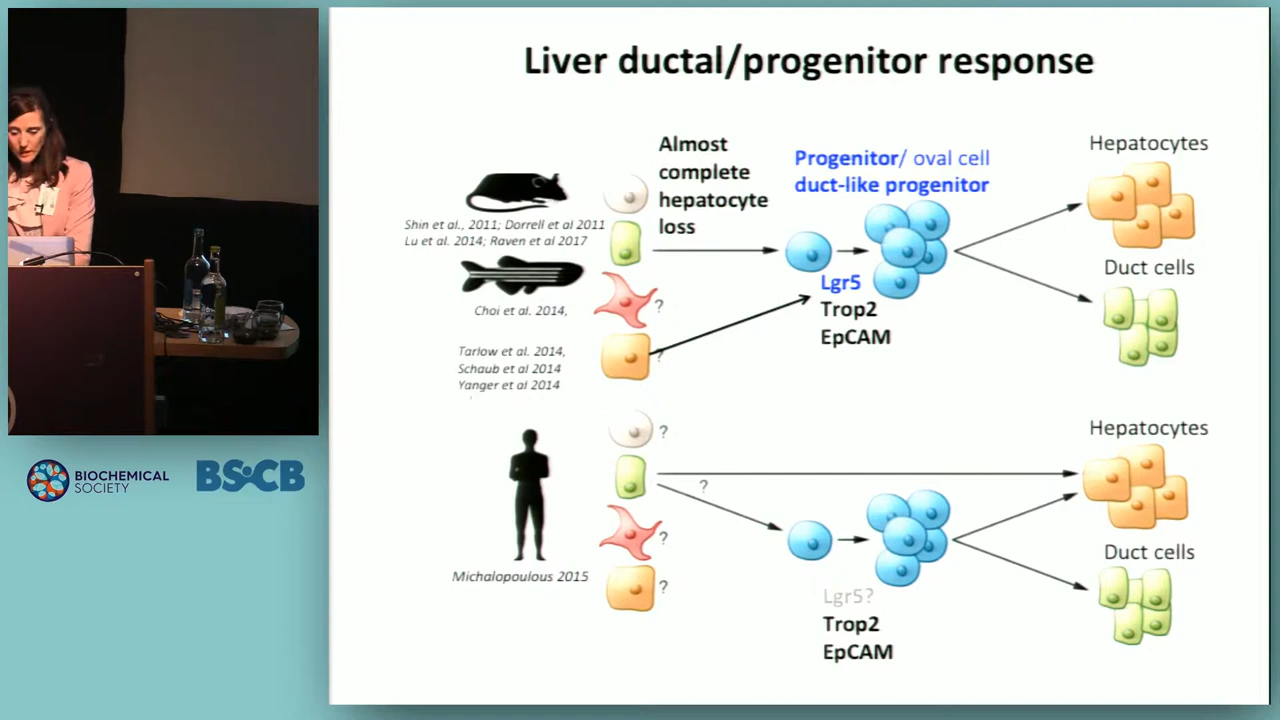 Liver ductal/progenitor response
Almost
complete
hepatocyte
loss
Progenitor/ oval cell
duct-like progenitor
Hepatocytes
Shin et al., 2011; Dorrell et al 2011
Lu et al. 2014; Raven et al 2017
Duct cells
Lgr5
Trop2
EpCAM
?
Choi et al. 2014,
Tarlow et al. 2014,
Schaub et al 2014
Yanger et al 2014
?
?
Hepatocytes
?
?
Duct cells
Michalopoulous 2015
?
Lgr5?
Trop2
EpCAM
BIOCHEMICAL
SOCIETY
BSCB